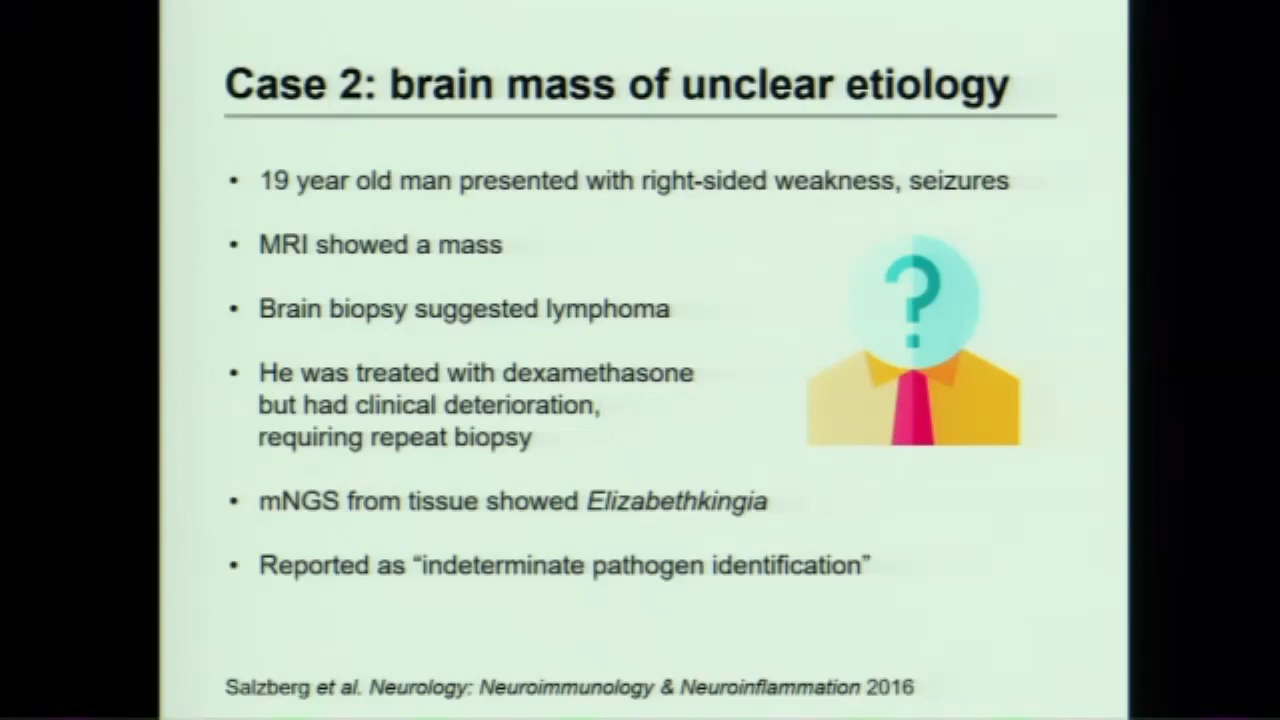 Case 2: brain mass of unclear etiology
• 19 year old man presented with right-sided weakness, seizures
• MRI showed a mass
• Brain biopsy suggested lymphoma
• He was treated with dexamethasone
but had clinical deterioration,
requiring repeat biopsy
• mNGS from tissue showed Elizabethkingia
• Reported as “indeterminate pathogen identification”
?
Salzberg et al. Neurology: Neuroimmunology & Neuroinflammation 2016